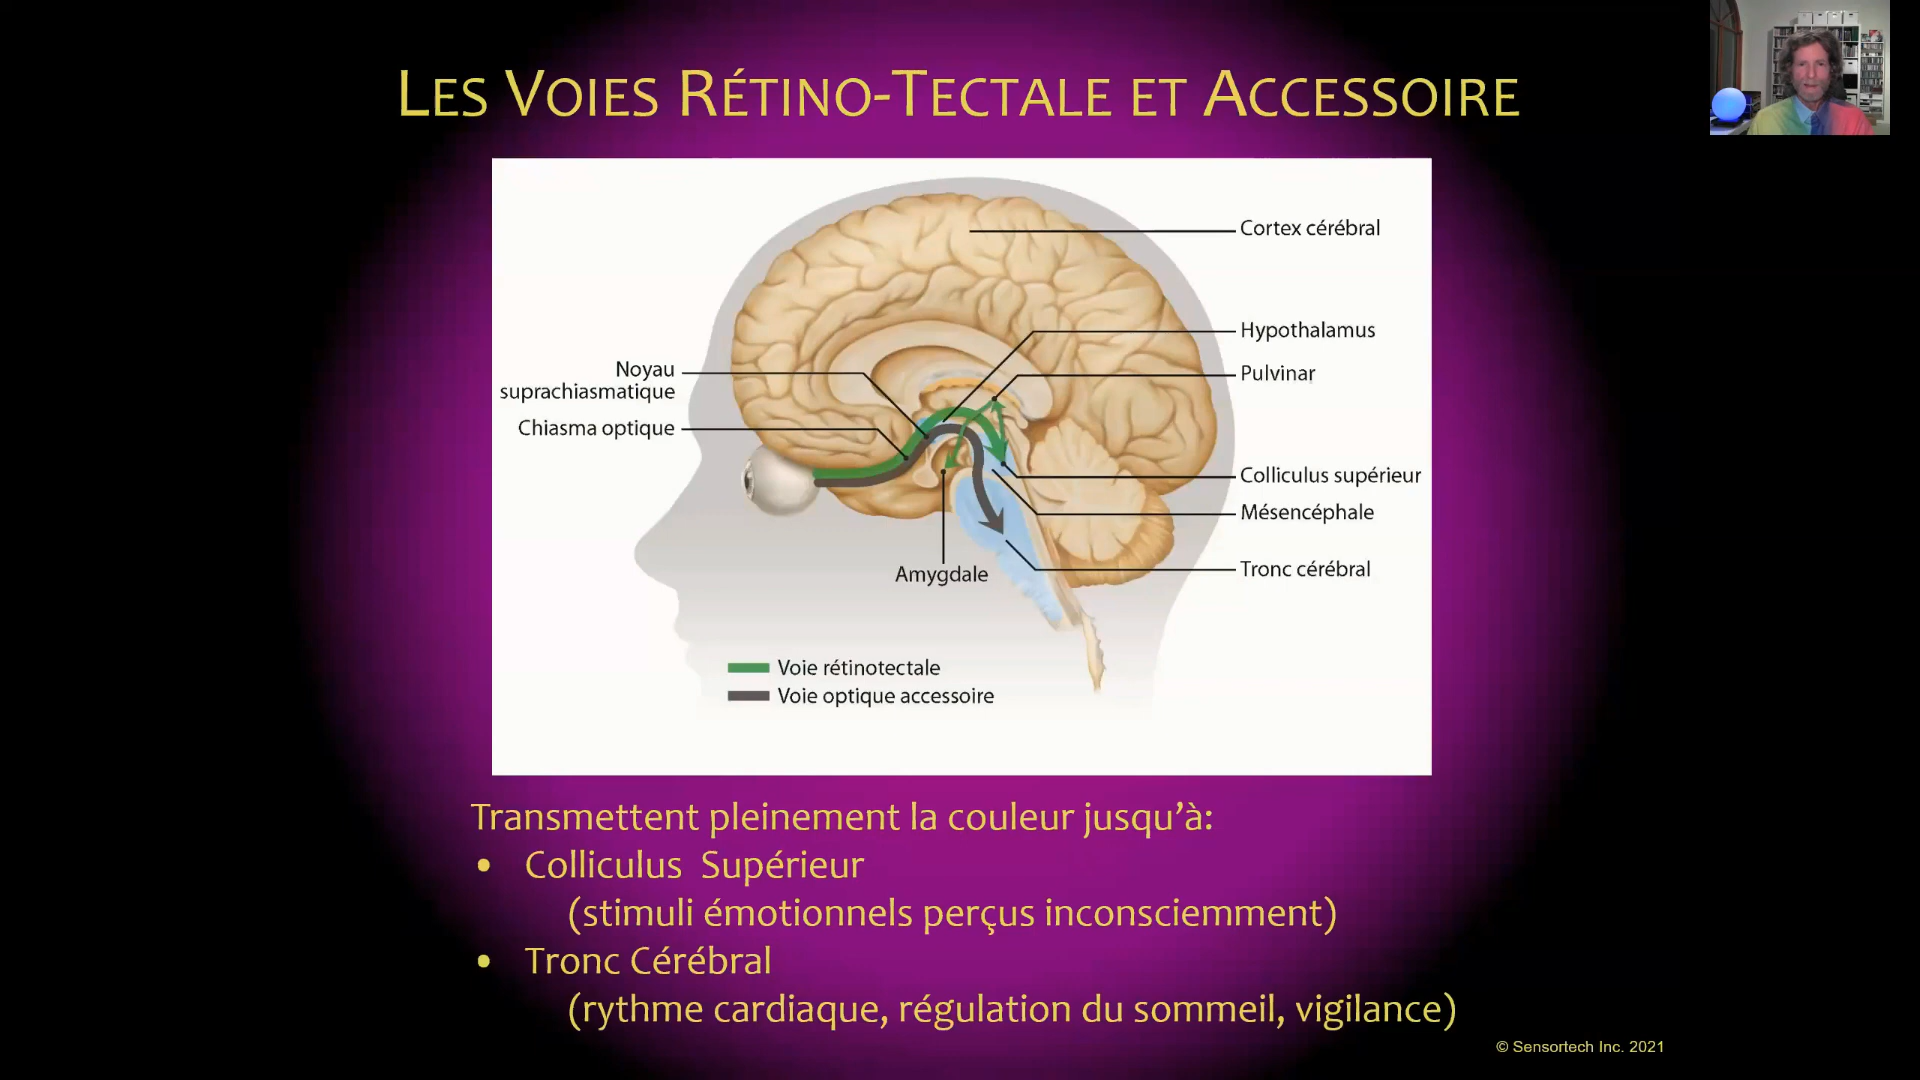 LES VOIES RÉTINO-TECTALE ET ACCESSOIRE
Cortex cérébral
Hypothalamus
Noyau
suprachiasmatique
Pulvinar
Chiasma optique
Colliculus supérieur
Mésencéphale
Tronc cérébral
Amygdale
Voie rétinotectale
Voie optique accessoire
Transmettent pleinement la couleur jusqu’à:
• Colliculus Supérieur
(stimuli émotionnels perçus inconsciemment)
• Tronc Cérébral
(rythme cardiaque, régulation du sommeil, vigilance)
© Sensortech Inc. 2021